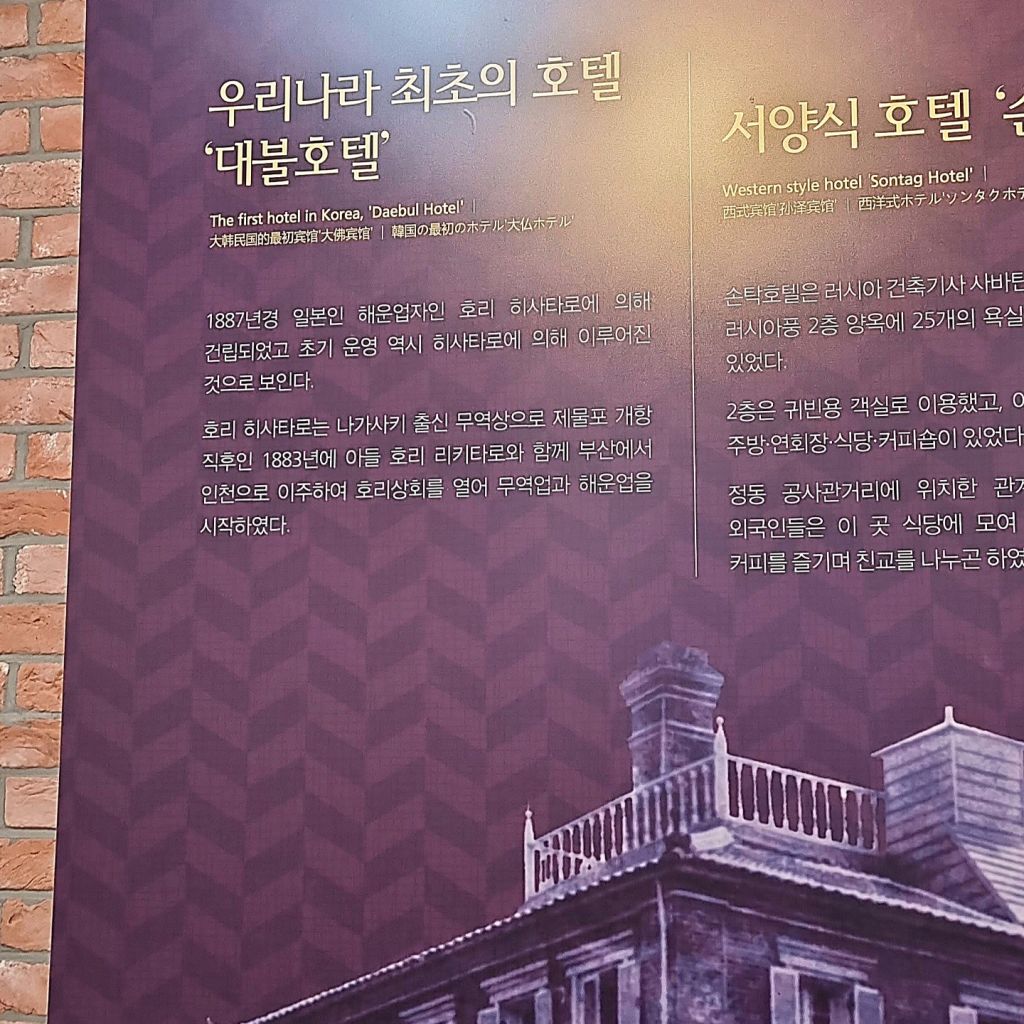 우리나라 최초의 호텔
‘대불호텔’
The first hotel in Korea, 'Daebul Hotel' |
大韩民国的最初宾馆'大佛宾馆' | 韓国の最初のホテル'大仏ホテル'
1887년경 일본인 해운업자인 호리 히사타로에 의해
건립되었고 초기 운영 역시 히사타로에 의해 이루어진
것으로 보인다.
호리 히사타로는 나가사키 출신 무역상으로 제물포 개항
직후인 1883년에 아들 호리 리키타로와 함께 부산에서
인천으로 이주하여 호리상회를 열어 무역업과 해운업을
시작하였다.
서양식 호텔
Western style hotel 'Sontag Hotel' |
西式宾馆'孙泽宾馆' | 西洋式ホテル'ソンタクホテ
손탁호텔은 러시아 건축기사 사바틴
러시아풍 2층 양옥에 25개의 욕실
있었다.
2층은 귀빈용 객실로 이용했고,
주방·연회장·식당·커피숍이 있었다
정동 공사관거리에 위치한
외국인들은 이 곳 식당에 모여
커피를 즐기며 친교를 나누곤 하였